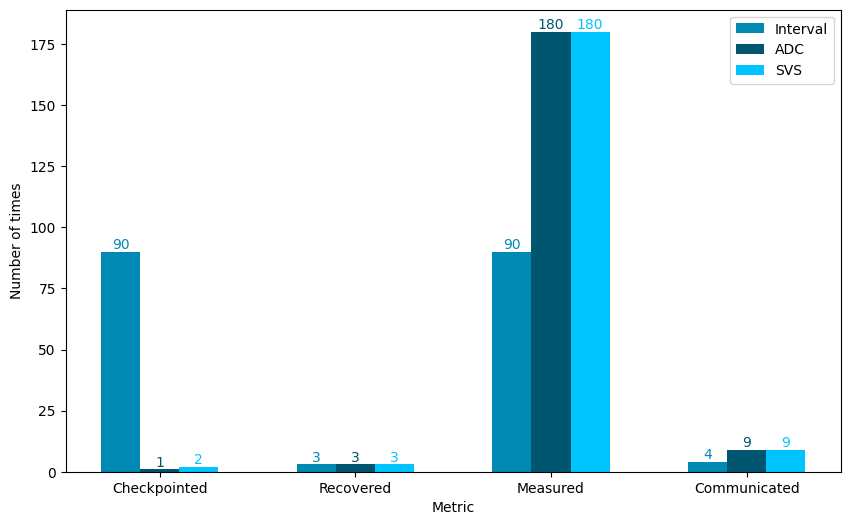 Interval
ADC
SVS
180 180
175
150
125
100
90 90
75
50
25
1 2 3 3 3 4 9 9
0
Checkpointed Recovered Measured Communicated
Metric
Number of times